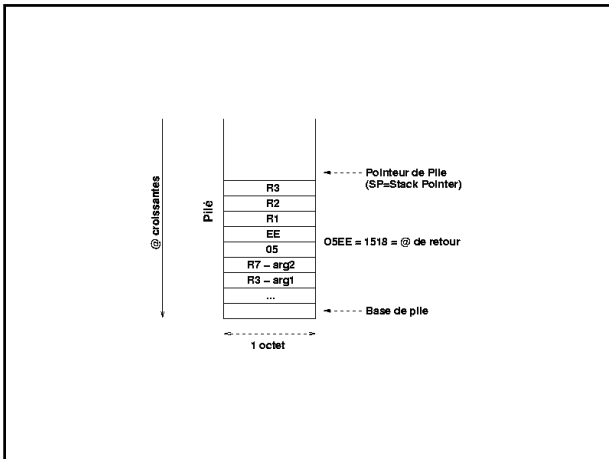 @ croissantes
Pilé
R3
R2
R1
EE
05
R7 – arg2
R3 – arg1
...
Pointeur de Pile
(SP=Stack Pointer)
O5EE = 1518 = @ de retour
Base de pile
1 octet